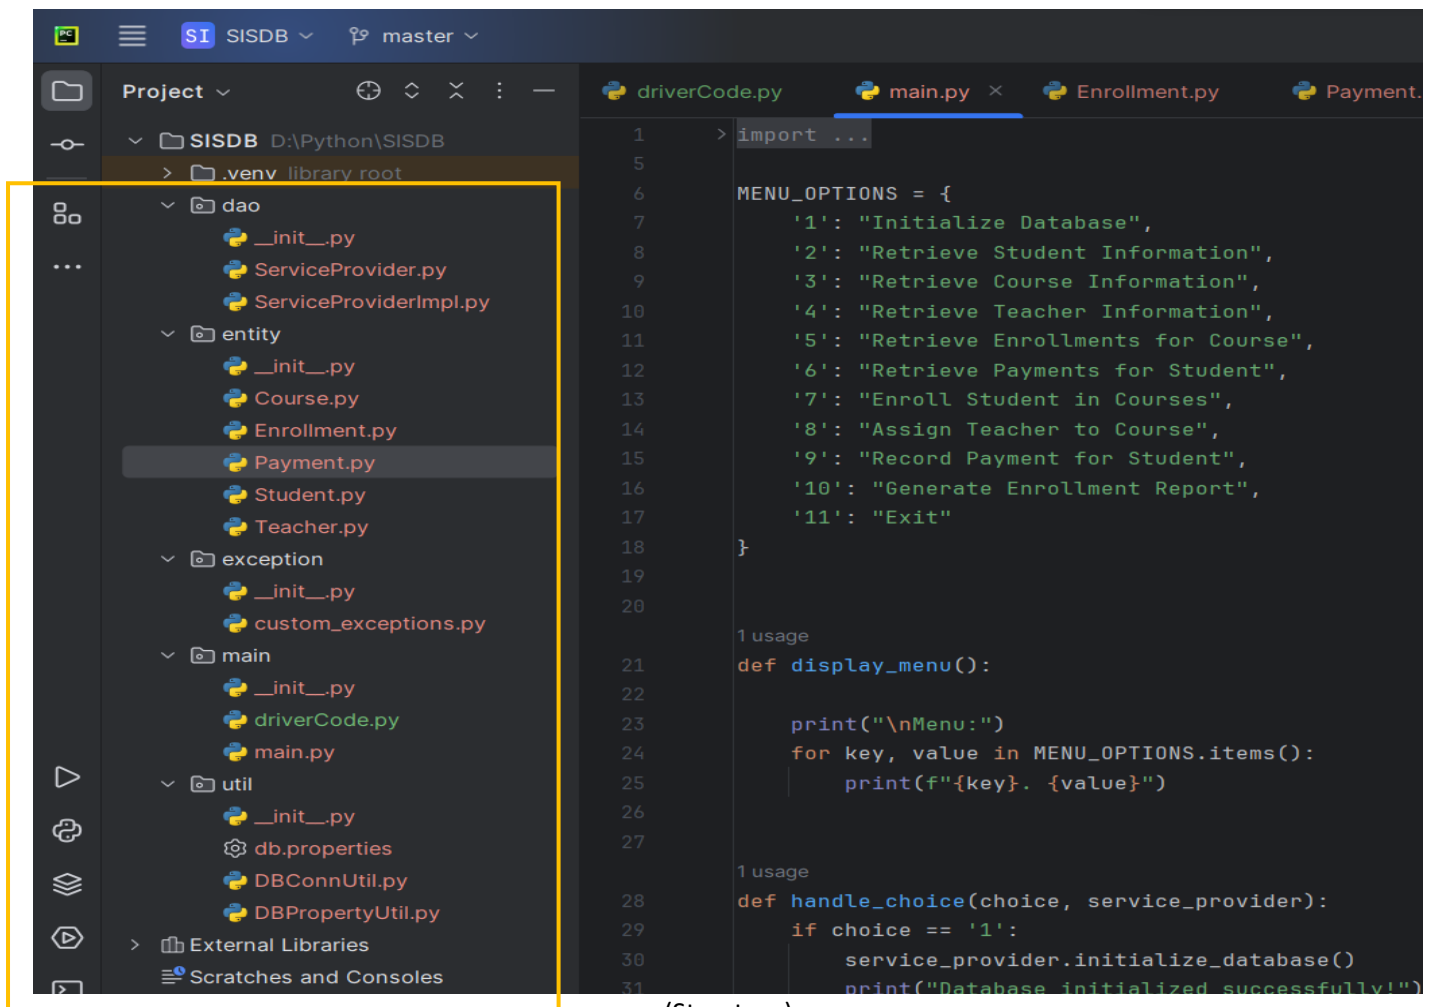 PC SI SISDB master
Project
driverCode.py main.py Enrollment.py Payment.
SISDB D:\Python\SISDB
.venv library root
dao
__init__.py
ServiceProvider.py
ServiceProviderImpl.py
entity
__init__.py
Course.py
Enrollment.py
Payment.py
Student.py
Teacher.py
exception
__init__.py
custom_exceptions.py
main
__init__.py
driverCode.py
main.py
util
__init__.py
db.properties
DBConnUtil.py
DBPropertyUtil.py
External Libraries
Scratches and Consoles
1 import ...
5
6 MENU_OPTIONS = {
7 '1': "Initialize Database",
8 '2': "Retrieve Student Information",
9 '3': "Retrieve Course Information",
10 '4': "Retrieve Teacher Information",
11 '5': "Retrieve Enrollments for Course",
12 '6': "Retrieve Payments for Student",
13 '7': "Enroll Student in Courses",
14 '8': "Assign Teacher to Course",
15 '9': "Record Payment for Student",
16 '10': "Generate Enrollment Report",
17 '11': "Exit"
18 }
19
20
1 usage
21 def display_menu():
22
23 print("\nMenu:")
24 for key, value in MENU_OPTIONS.items():
25 print(f"{key}. {value}")
26
27
1 usage
28 def handle_choice(choice, service_provider):
29 if choice == '1':
30 service_provider.initialize_database()
31 print("Database initialized successfully!")